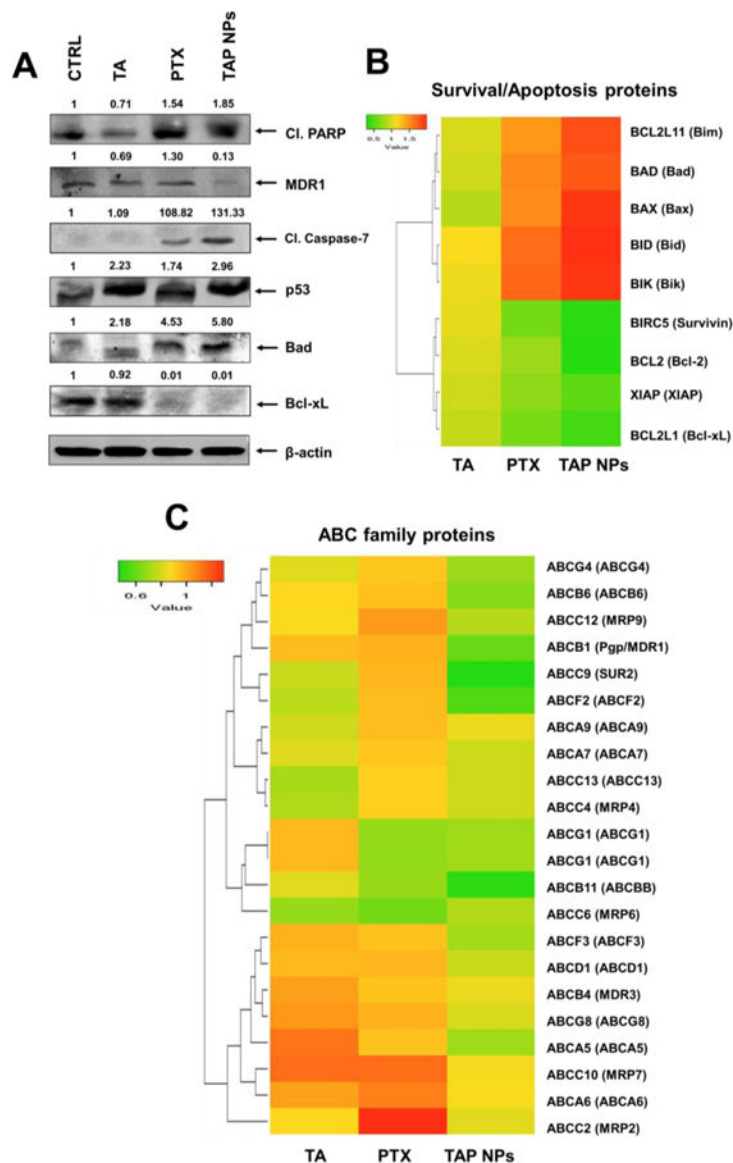 A
CTRL
TA
PTX
TAP NPs
1 0.71 1.54 1.85
Cl. PARP
1 0.69 1.30 0.13
MDR1
1 1.09 108.82 131.33
Cl. Caspase-7
1 2.23 1.74 2.96
p53
1 2.18 4.53 5.80
Bad
1 0.92 0.01 0.01
Bcl-xL
β-actin
B
Survival/Apoptosis proteins
0.5 1.5
Value
BCL2L11 (Bim)
BAD (Bad)
BAX (Bax)
BID (Bid)
BIK (Bik)
BIRC5 (Survivin)
BCL2 (Bcl-2)
XIAP (XIAP)
BCL2L1 (Bcl-xL)
TA PTX TAP NPs
C
ABC family proteins
0.6 1
Value
ABCG4 (ABCG4)
ABCB6 (ABCB6)
ABCC12 (MRP9)
ABCB1 (Pgp/MDR1)
ABCC9 (SUR2)
ABCF2 (ABCF2)
ABCA9 (ABCA9)
ABCA7 (ABCA7)
ABCC13 (ABCC13)
ABCC4 (MRP4)
ABCG1 (ABCG1)
ABCG1 (ABCG1)
ABCB11 (ABCBB)
ABCC6 (MRP6)
ABCF3 (ABCF3)
ABCD1 (ABCD1)
ABCB4 (MDR3)
ABCG8 (ABCG8)
ABCA5 (ABCA5)
ABCC10 (MRP7)
ABCA6 (ABCA6)
ABCC2 (MRP2)
TA PTX TAP NPs